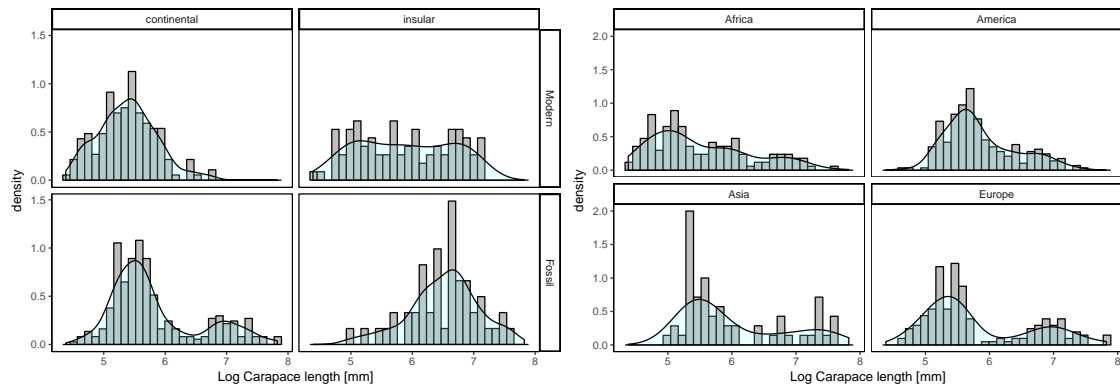 continental
insular
1.5
1.0
0.5
0.0
Modern
1.5
1.0
0.5
0.0
Fossil
density
5 6 7 8
5 6 7 8
Log Carapace length [mm]
Africa
America
2.0
1.5
1.0
0.5
0.0
Asia
Europe
2.0
1.5
1.0
0.5
0.0
density
5 6 7 8
5 6 7 8
Log Carapace length [mm]